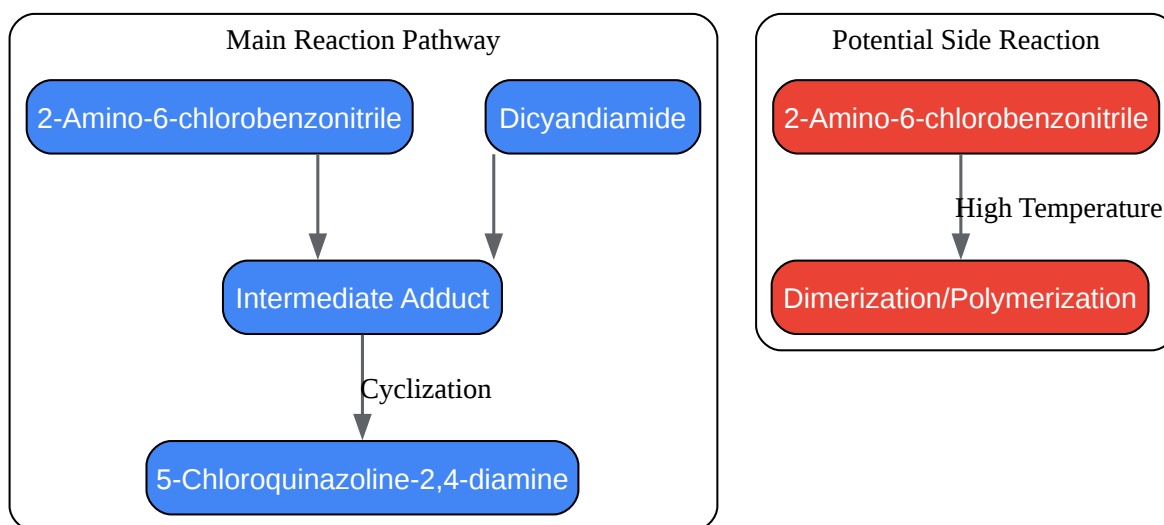 Main Reaction Pathway
2-Amino-6-chlorobenzonitrile
Dicyandiamide
Intermediate Adduct
Cyclization
5-Chloroquinazoline-2,4-diamine
Potential Side Reaction
2-Amino-6-chlorobenzonitrile
High Temperature
Dimerization/Polymerization